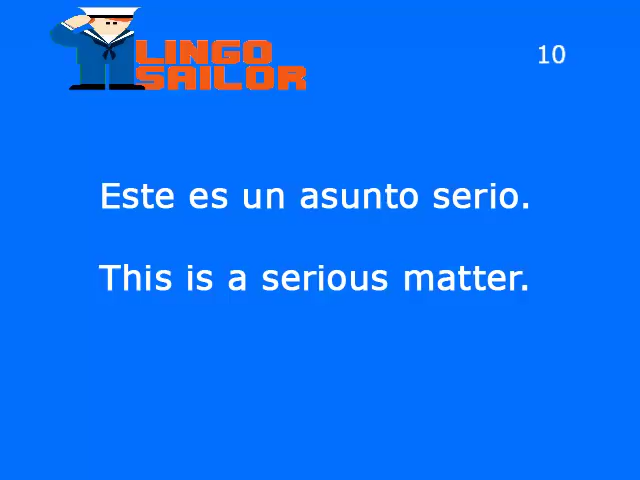 LINGO
SAILOR
10
Este es un asunto serio.
This is a serious matter.